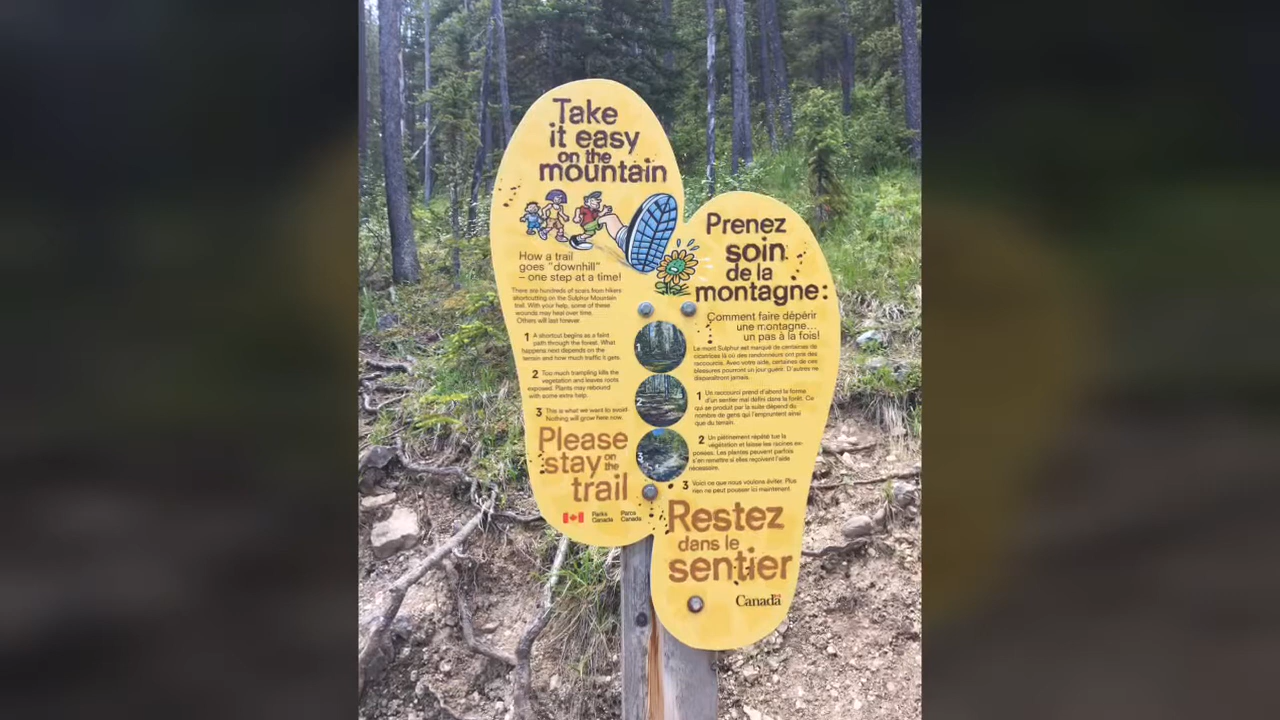 Take
it easy
on the
mountain
How a trail
goes "downhill"
– one step at a time!
There are hundreds of scars from hikers
shortcutting on the Sulphur Mountain
trail. With your help, some of these
wounds may heal over time.
Others will last forever.
1 A shortcut begins as a faint
path through the forest. What
happens next depends on the
terrain and how much traffic it gets.
2 Too much trampling kills the
vegetation and leaves roots
exposed. Plants may rebound
with some extra help.
3 This is what we want to avoid.
Nothing will grow here now.
Please
stay on the
trail
Parks Canada
Parcs Canada
1
2
3
Prenez
soin
de la
montagne:
Comment faire dépérir
une montagne...
un pas à la fois!
Le mont Sulphur est marqué de centaines de
cicatrices là où des randonneurs ont pris des
raccourcis. Avec votre aide, certaines de ces
blessures pourront un jour guérir. D'autres ne
disparaîtront jamais.
1 Un raccourci prend d'abord la forme
d'un sentier mal défini dans la forêt. Ce
qui se produit par la suite dépend du
nombre de gens qui l'empruntent ainsi
que du terrain.
2 Un piétinement répété tue la
végétation et laisse les racines ex-
posées. Les plantes peuvent parfois
s'en remettre si elles reçoivent l'aide
nécessaire.
3 Voici ce que nous voulons éviter. Plus
rien ne peut pousser ici maintenant.
Restez
dans le
sentier
Canada